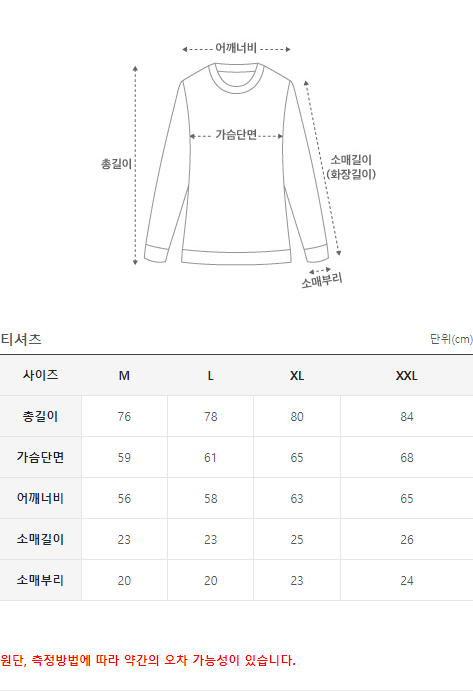 어깨너비
가슴단면
총길이
소매길이
(화장길이)
소매부리
티셔츠 단위(cm)
사이즈 M L XL XXL
총길이 76 78 80 84
가슴단면 59 61 65 68
어깨너비 56 58 63 65
소매길이 23 23 25 26
소매부리 20 20 23 24
원단, 측정방법에 따라 약간의 오차 가능성이 있습니다.